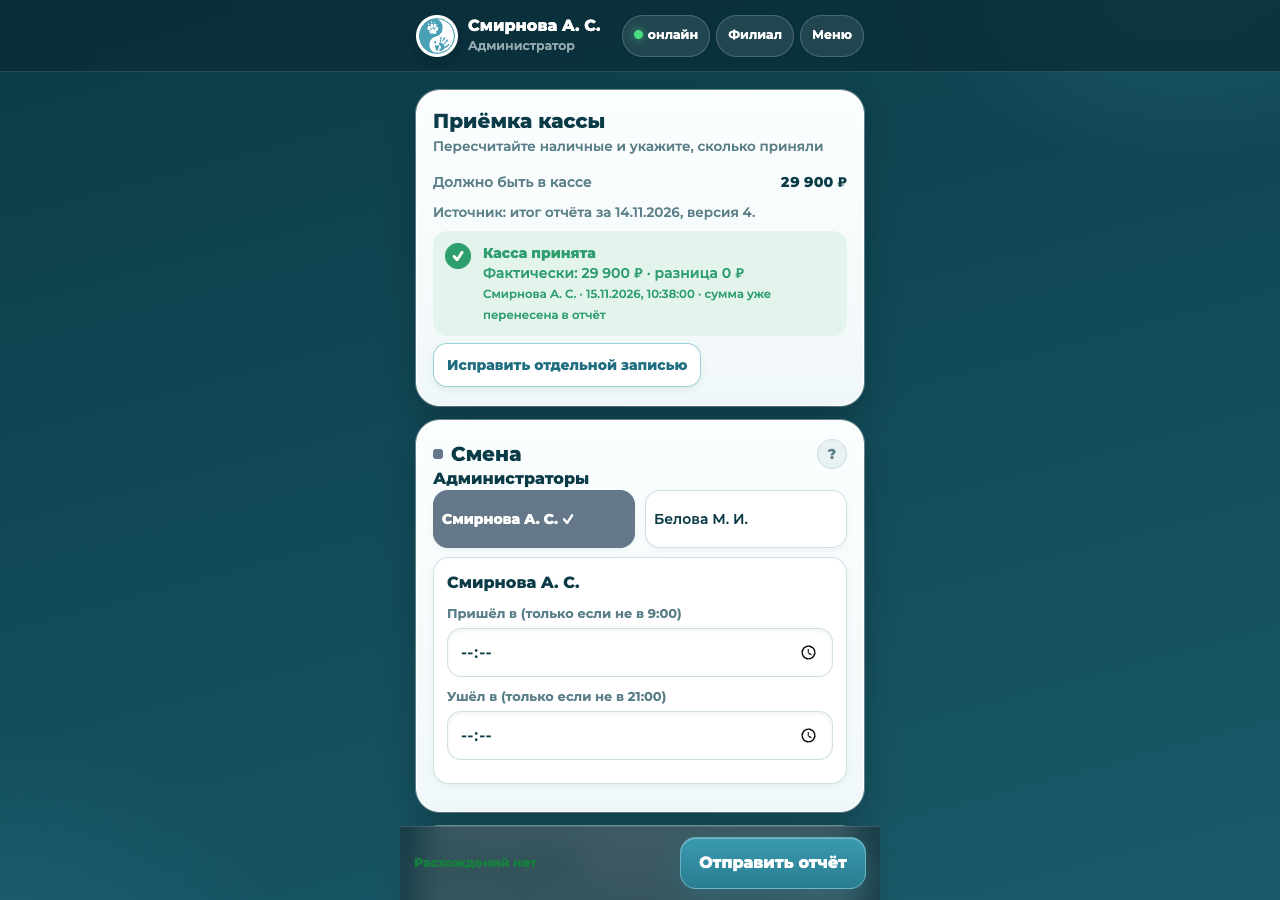 Смирнова А. С.
Администратор
онлайн
Филиал
Меню
Приёмка кассы
Пересчитайте наличные и укажите, сколько приняли
Должно быть в кассе
29 900 ₽
Источник: итог отчёта за 14.11.2026, версия 4.
Касса принята
Фактически: 29 900 ₽ · разница 0 ₽
Смирнова А. С. · 15.11.2026, 10:38:00 · сумма уже
перенесена в отчёт
Исправить отдельной записью
Смена
?
Администраторы
Смирнова А. С. ✓
Белова М. И.
Смирнова А. С.
Пришёл в (только если не в 9:00)
--:--
Ушёл в (только если не в 21:00)
--:--
Расхождений нет
Отправить отчёт